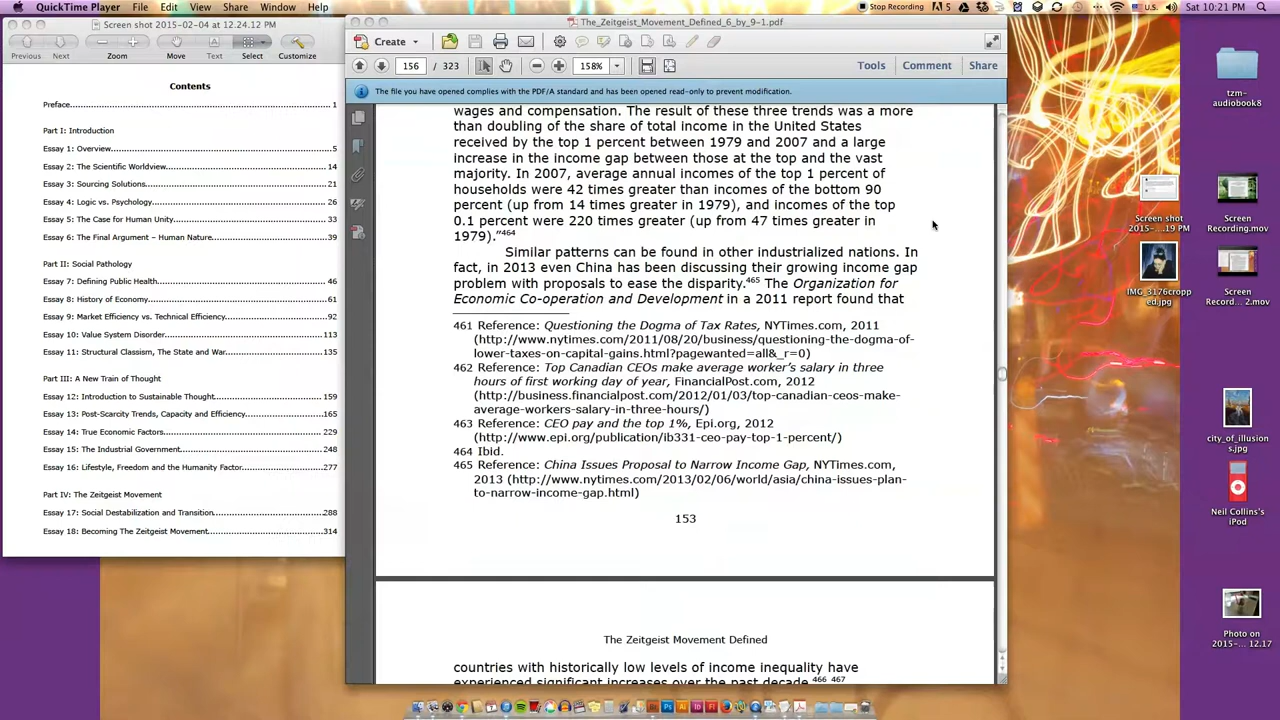 QuickTime Player File Edit View Share Window Help
Stop Recording
5
U.S.
Sat 10:21 PM
Screen shot 2015-02-04 at 12.24.12 PM
Previous Next Zoom Move Text Select Customize
Contents
Preface 1
Part I: Introduction
Essay 1: Overview 5
Essay 2: The Scientific Worldview 14
Essay 3: Sourcing Solutions 21
Essay 4: Logic vs. Psychology 26
Essay 5: The Case for Human Unity 33
Essay 6: The Final Argument – Human Nature 39
Part II: Social Pathology
Essay 7: Defining Public Health 46
Essay 8: History of Economy 61
Essay 9: Market Efficiency vs. Technical Efficiency 92
Essay 10: Value System Disorder 113
Essay 11: Structural Classism, The State and War 135
Part III: A New Train of Thought
Essay 12: Introduction to Sustainable Thought 159
Essay 13: Post-Scarcity Trends, Capacity and Efficiency 165
Essay 14: True Economic Factors 229
Essay 15: The Industrial Government 248
Essay 16: Lifestyle, Freedom and the Humanity Factor 277
Part IV: The Zeitgeist Movement
Essay 17: Social Destabilization and Transition 288
Essay 18: Becoming The Zeitgeist Movement 314
The_Zeitgeist_Movement_Defined_6_by_9-1.pdf
Create
156 / 323
158%
Tools Comment Share
The file you have opened complies with the PDF/A standard and has been opened read-only to prevent modification.
wages and compensation. The result of these three trends was a more
than doubling of the share of total income in the United States
received by the top 1 percent between 1979 and 2007 and a large
increase in the income gap between those at the top and the vast
majority. In 2007, average annual incomes of the top 1 percent of
households were 42 times greater than incomes of the bottom 90
percent (up from 14 times greater in 1979), and incomes of the top
0.1 percent were 220 times greater (up from 47 times greater in
1979)."464
Similar patterns can be found in other industrialized nations. In
fact, in 2013 even China has been discussing their growing income gap
problem with proposals to ease the disparity.465 The Organization for
Economic Co-operation and Development in a 2011 report found that
461 Reference: Questioning the Dogma of Tax Rates, NYTimes.com, 2011
(http://www.nytimes.com/2011/08/20/business/questioning-the-dogma-of-
lower-taxes-on-capital-gains.html?pagewanted=all&_r=0)
462 Reference: Top Canadian CEOs make average worker's salary in three
hours of first working day of year, FinancialPost.com, 2012
(http://business.financialpost.com/2012/01/03/top-canadian-ceos-make-
average-workers-salary-in-three-hours/)
463 Reference: CEO pay and the top 1%, Epi.org, 2012
(http://www.epi.org/publication/ib331-ceo-pay-top-1-percent/)
464 Ibid.
465 Reference: China Issues Proposal to Narrow Income Gap, NYTimes.com,
2013 (http://www.nytimes.com/2013/02/06/world/asia/china-issues-plan-
to-narrow-income-gap.html)
153
The Zeitgeist Movement Defined
countries with historically low levels of income inequality have
experienced significant increases over the past decade.466 467
tzm-
audiobook8
Screen shot
2015-...19 PM
Screen
Recording.mov
IMG_3176cropp
ed.jpg
Screen
Record... 2.mov
city_of_illusion
s.jpg
Neil Collins's
iPod
Photo on
2015-... 12.17